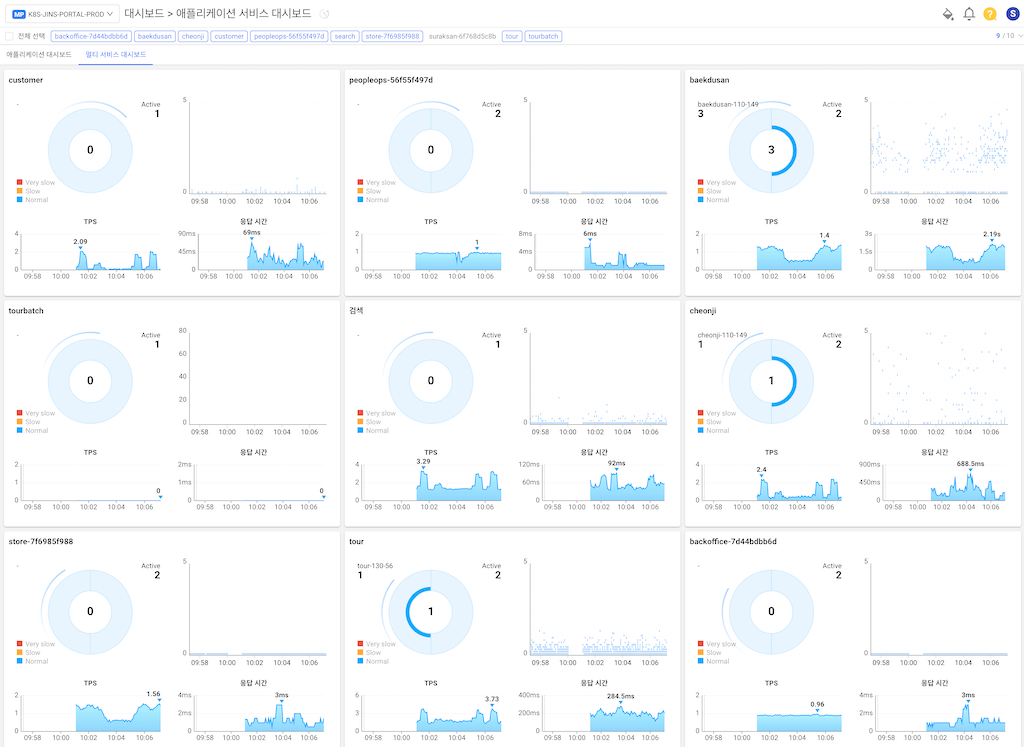 MP K8S-JINS-PORTAL-PROD 대시보드 > 애플리케이션 서비스 대시보드 ? S
전체 선택 backoffice-7d44bdbb6d baekdusan cheonji customer peopleops-56f55f497d search store-7f6985f988 suraksan-6f768d5c8b tour tourbatch 9 / 10
애플리케이션 대시보드 멀티 서비스 대시보드
customer
- Active
1
0
Very slow
Slow
Normal
5
0
09:58 10:00 10:02 10:04 10:06
TPS
4
2
0
2.09
09:58 10:00 10:02 10:04 10:06
응답 시간
90ms
45ms
0
69ms
09:58 10:00 10:02 10:04 10:06
peopleops-56f55f497d
- Active
2
0
Very slow
Slow
Normal
5
0
09:58 10:00 10:02 10:04 10:06
TPS
2
1
0
1
09:58 10:00 10:02 10:04 10:06
응답 시간
8ms
4ms
0
6ms
09:58 10:00 10:02 10:04 10:06
baekdusan
baekdusan-110-149 Active
3 2
3
Very slow
Slow
Normal
5
0
09:58 10:00 10:02 10:04 10:06
TPS
2
1
0
1.4
09:58 10:00 10:02 10:04 10:06
응답 시간
3s
1.5s
0
2.19s
09:58 10:00 10:02 10:04 10:06
tourbatch
- Active
1
0
Very slow
Slow
Normal
80
60
40
20
0
09:58 10:00 10:02 10:04 10:06
TPS
2
1
0
0
09:58 10:00 10:02 10:04 10:06
응답 시간
2ms
1ms
0
0
09:58 10:00 10:02 10:04 10:06
검색
- Active
1
0
Very slow
Slow
Normal
5
0
09:58 10:00 10:02 10:04 10:06
TPS
4
2
0
3.29
09:58 10:00 10:02 10:04 10:06
응답 시간
120ms
60ms
0
92ms
09:58 10:00 10:02 10:04 10:06
cheonji
cheonji-110-149 Active
1 2
1
Very slow
Slow
Normal
5
0
09:58 10:00 10:02 10:04 10:06
TPS
4
2
0
2.4
09:58 10:00 10:02 10:04 10:06
응답 시간
900ms
450ms
0
688.5ms
09:58 10:00 10:02 10:04 10:06
store-7f6985f988
- Active
2
0
Very slow
Slow
Normal
5
0
09:58 10:00 10:02 10:04 10:06
TPS
2
1
0
1.56
09:58 10:00 10:02 10:04 10:06
응답 시간
4ms
2ms
0
3ms
09:58 10:00 10:02 10:04 10:06
tour
tour-130-56 Active
1 2
1
Very slow
Slow
Normal
5
0
09:58 10:00 10:02 10:04 10:06
TPS
6
3
0
3.73
09:58 10:00 10:02 10:04 10:06
응답 시간
400ms
200ms
0
284.5ms
09:58 10:00 10:02 10:04 10:06
backoffice-7d44bdbb6d
- Active
2
0
Very slow
Slow
Normal
5
0
09:58 10:00 10:02 10:04 10:06
TPS
2
1
0
0.96
09:58 10:00 10:02 10:04 10:06
응답 시간
4ms
2ms
0
3ms
09:58 10:00 10:02 10:04 10:06